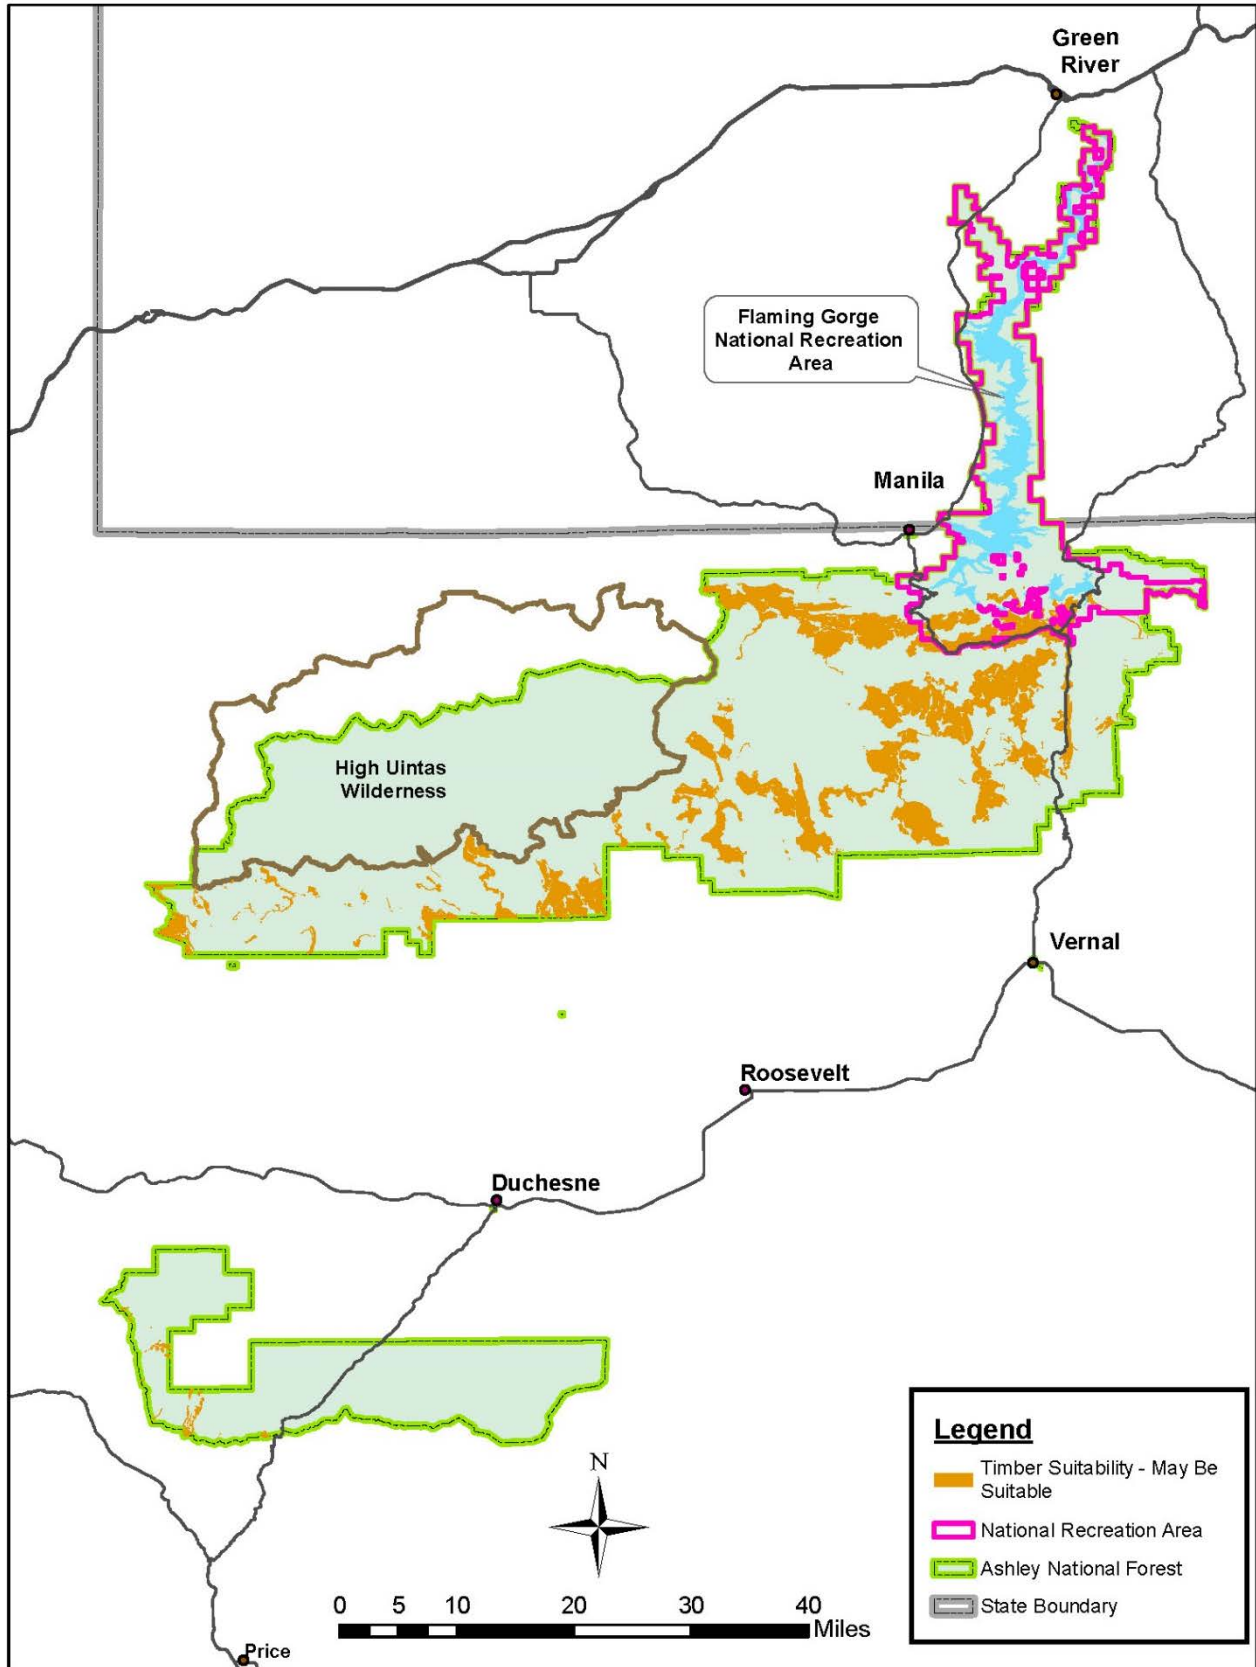 Green
River
Flaming Gorge
National Recreation
Area
Manila
High Uintas
Wilderness
Vernal
Roosevelt
Duchesne
Legend
Timber Suitability - May Be
Suitable
National Recreation Area
Ashley National Forest
State Boundary
N
0 5 10 20 30 40
Miles
Price